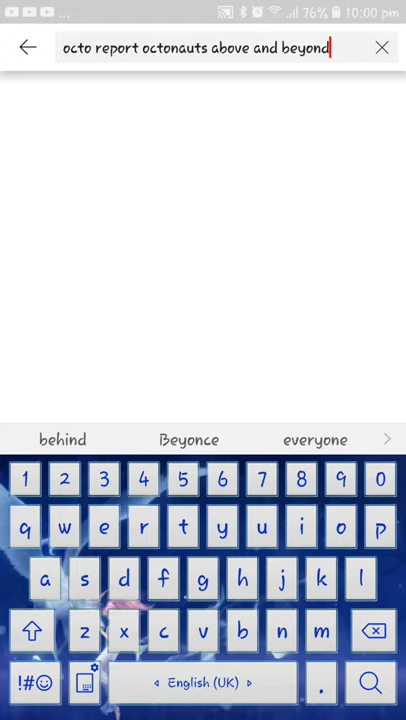 76% 10:00 pm
octo report octonauts above and beyond
behind Beyonce everyone
1 2 3 4 5 6 7 8 9 0
q w e r t y u i o p
a s d f g h j k l
z x c v b n m
!#☺ English (UK) .